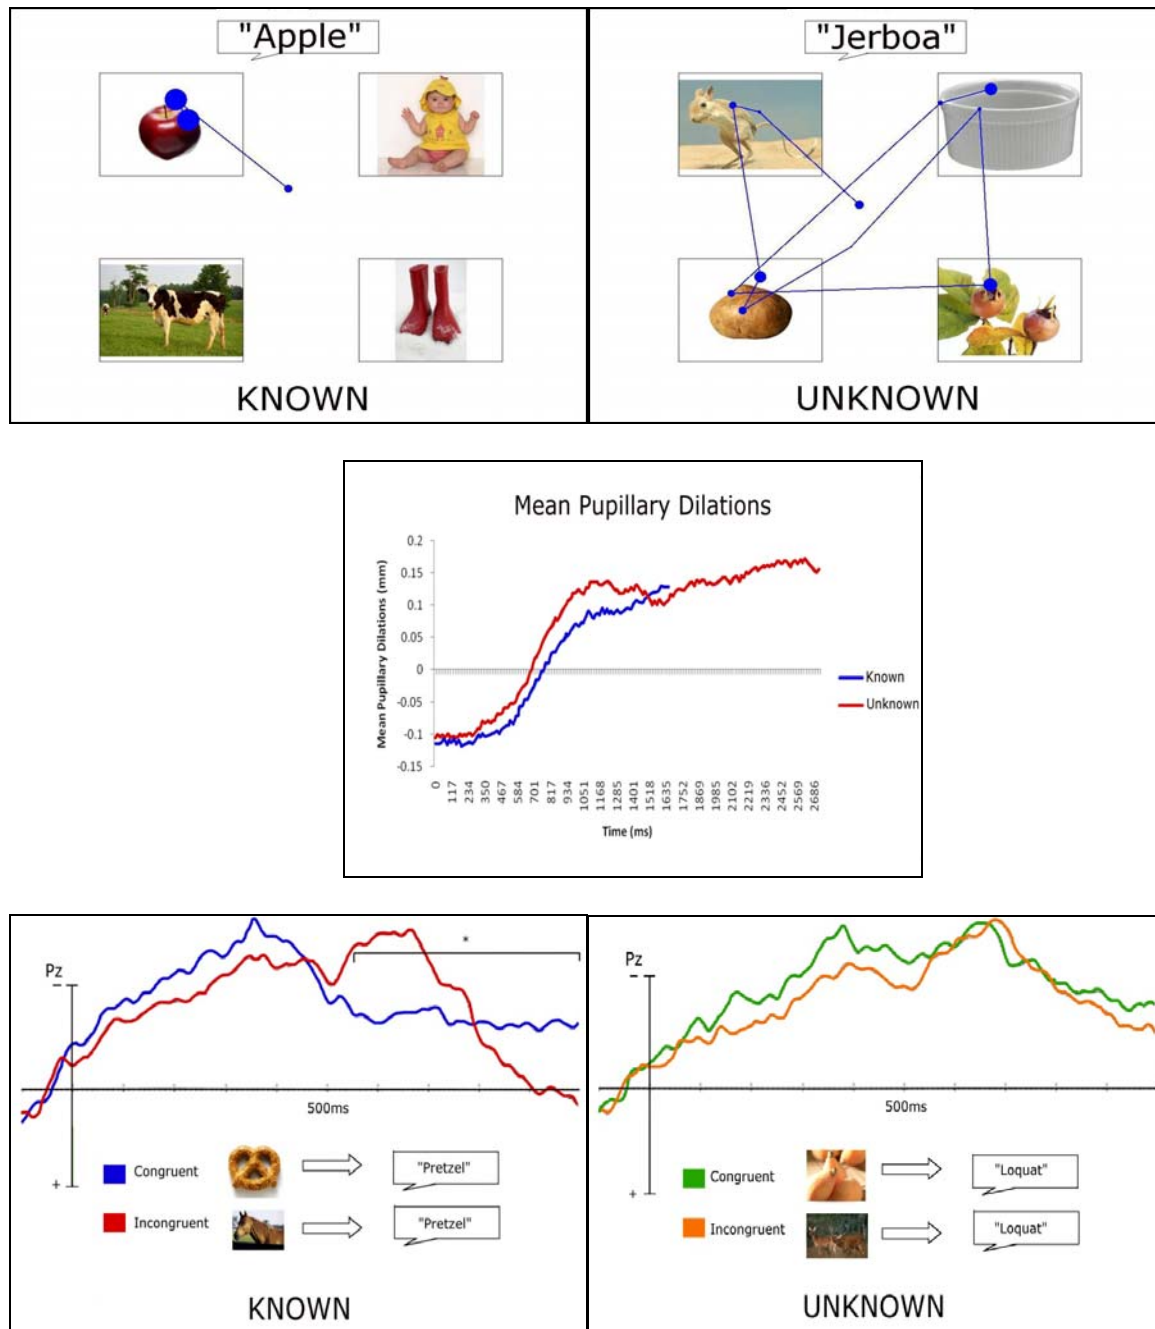 "Apple"
KNOWN
"Jerboa"
UNKNOWN
Mean Pupillary Dilations
Mean Pupillary Dilations (mm)
0.2
0.15
0.1
0.05
0
-0.05
-0.1
-0.15
Known
Unknown
0 117 234 350 467 584 701 817 934 1051 1168 1285 1401 1518 1635 1752 1869 1985 2102 2219 2336 2452 2569 2686
Time (ms)
Pz
*
500ms
+
Congruent
"Pretzel"
Incongruent
"Pretzel"
KNOWN
Pz
500ms
+
Congruent
"Loquat"
Incongruent
"Loquat"
UNKNOWN